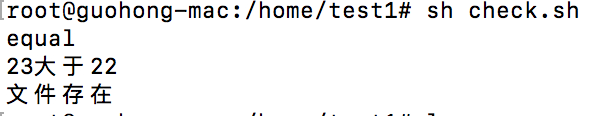 root@guohong-mac:/home/test1# sh check.sh
equal
23大于22
文件存在